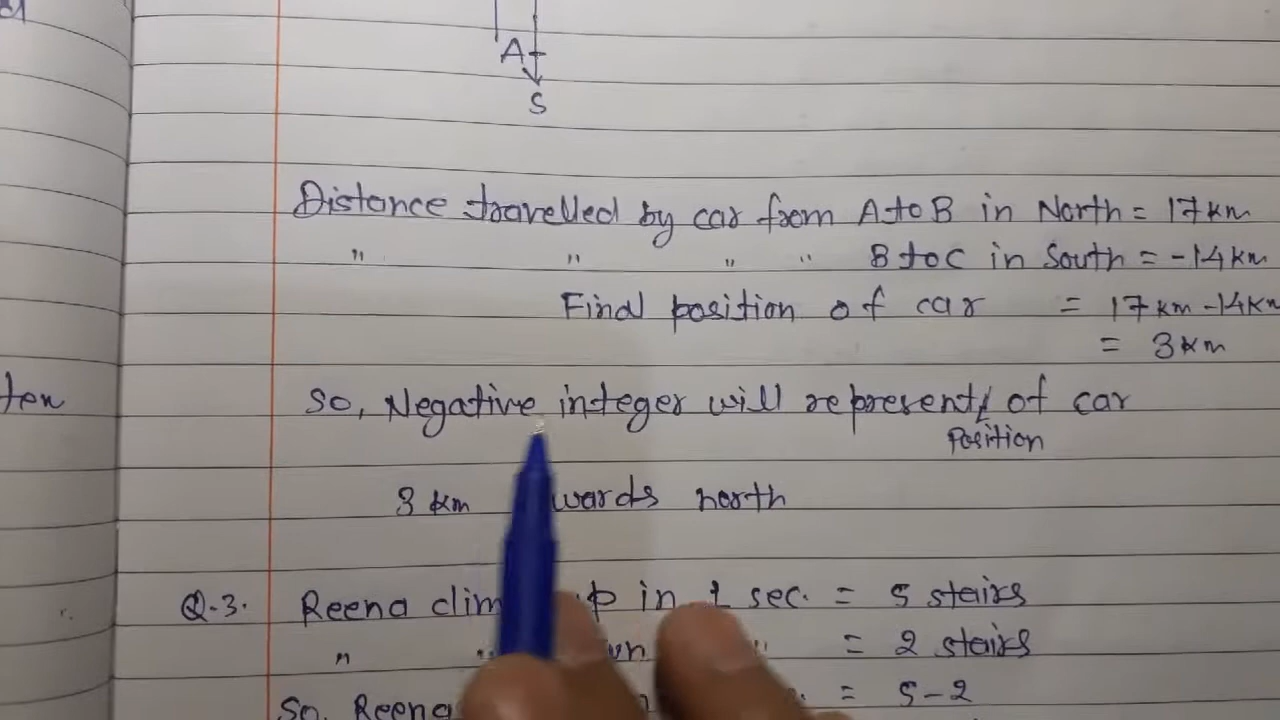 A
S
Distance travelled by car from A to B in North = 17 km
" " " " B to C in South = -14 km
Final position of car = 17 km -14 km
= 3 km
ten
So, Negative integer will represent of car
Position
3 km wards north
Q.3. Reena clim in 1 sec. = 5 stairs
" " " = 2 stairs
So, Reena = 5-2